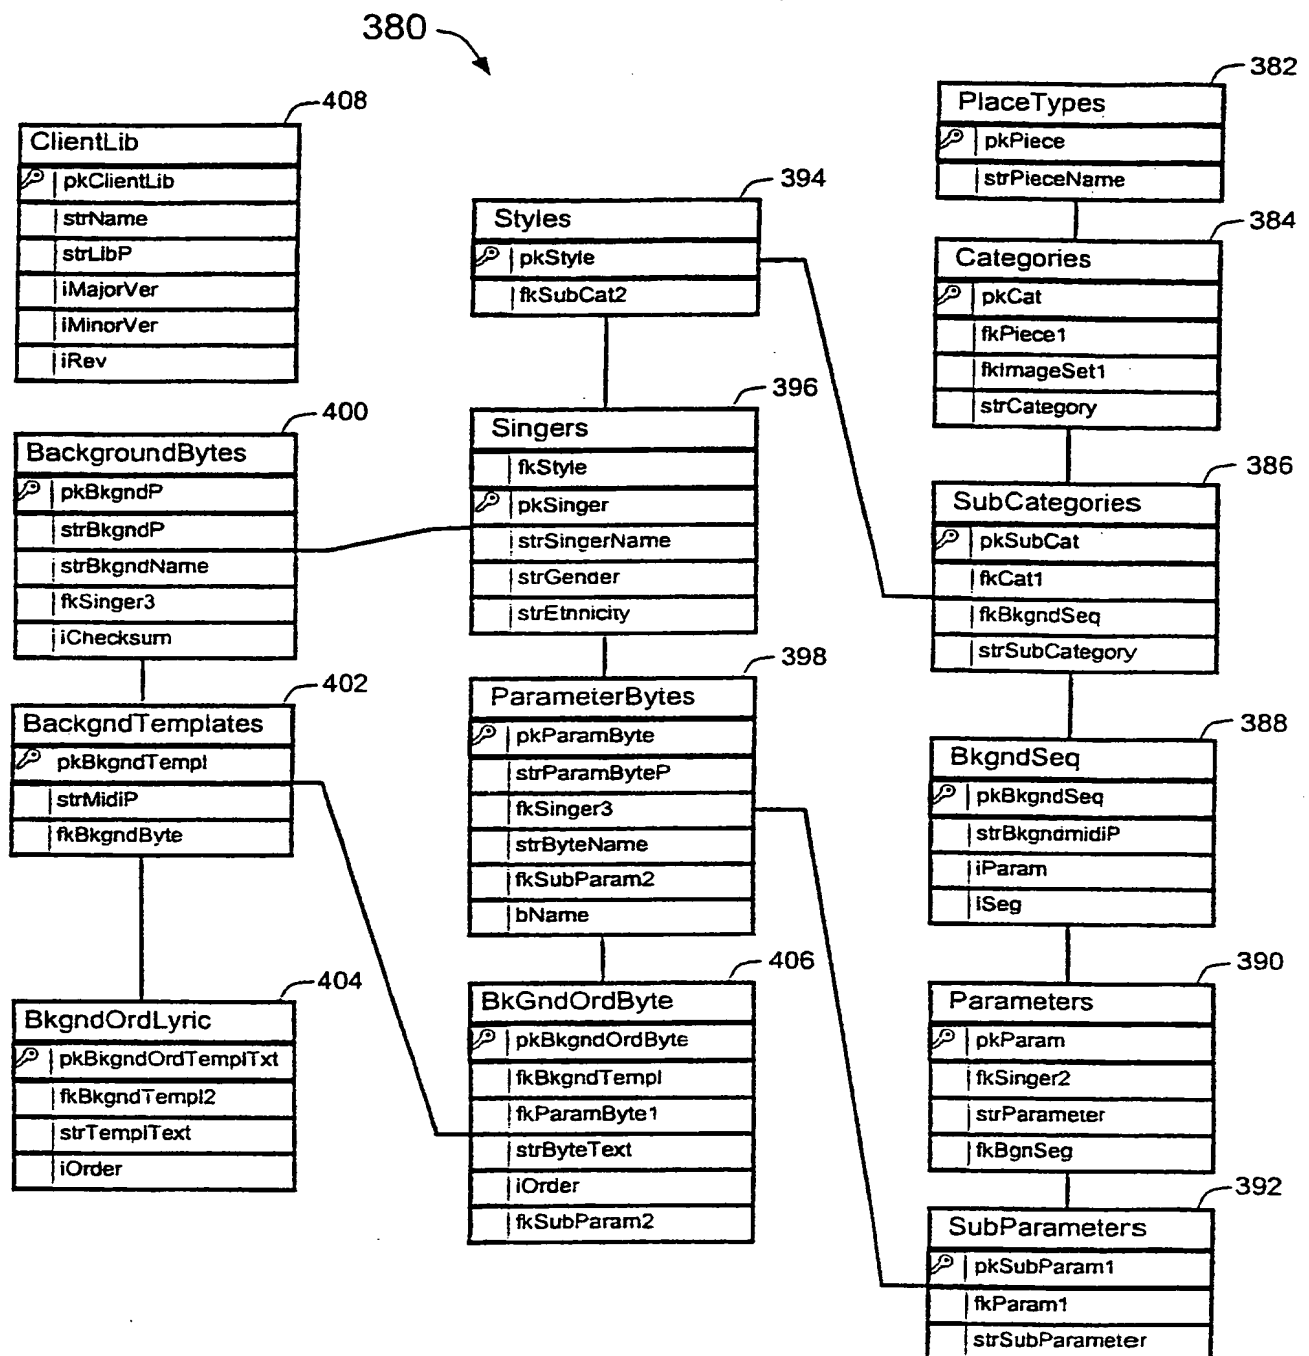 380
408
ClientLib
pkClientLib
strName
strLibP
iMajorVer
iMinorVer
iRev
400
BackgroundBytes
pkBkgndP
strBkgndP
strBkgndName
fkSinger3
iChecksum
402
BackgndTemplates
pkBkgndTempl
strMidiP
fkBkgndByte
404
BkgndOrdLyric
pkBkgndOrdTemplTxt
fkBkgndTempl2
strTemplText
iOrder
394
Styles
pkStyle
fkSubCat2
396
Singers
fkStyle
pkSinger
strSingerName
strGender
strEtnnicity
398
ParameterBytes
pkParamByte
strParamByteP
fkSinger3
strByteName
fkSubParam2
bName
406
BkGndOrdByte
pkBkgndOrdByte
fkBkgndTempl
fkParamByte1
strByteText
iOrder
fkSubParam2
382
PlaceTypes
pkPiece
strPieceName
384
Categories
pkCat
fkPiece1
fkImageSet1
strCategory
386
SubCategories
pkSubCat
fkCat1
fkBkgndSeq
strSubCategory
388
BkgndSeq
pkBkgndSeq
strBkgndmidiP
iParam
iSeg
390
Parameters
pkParam
fkSinger2
strParameter
fkBgnSeg
392
SubParameters
pkSubParam1
fkParam1
strSubParameter